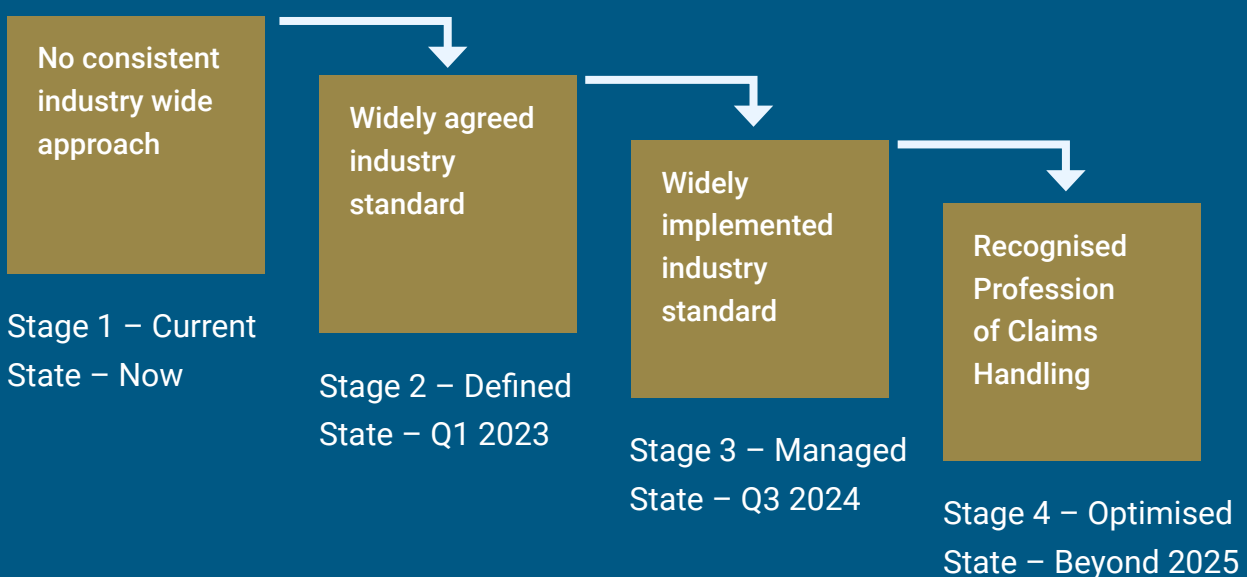 No consistent
industry wide
approach
Stage 1 – Current
State – Now
Widely agreed
industry
standard
Stage 2 – Defined
State – Q1 2023
Widely
implemented
industry
standard
Stage 3 – Managed
State – Q3 2024
Recognised
Profession
of Claims
Handling
Stage 4 – Optimised
State – Beyond 2025